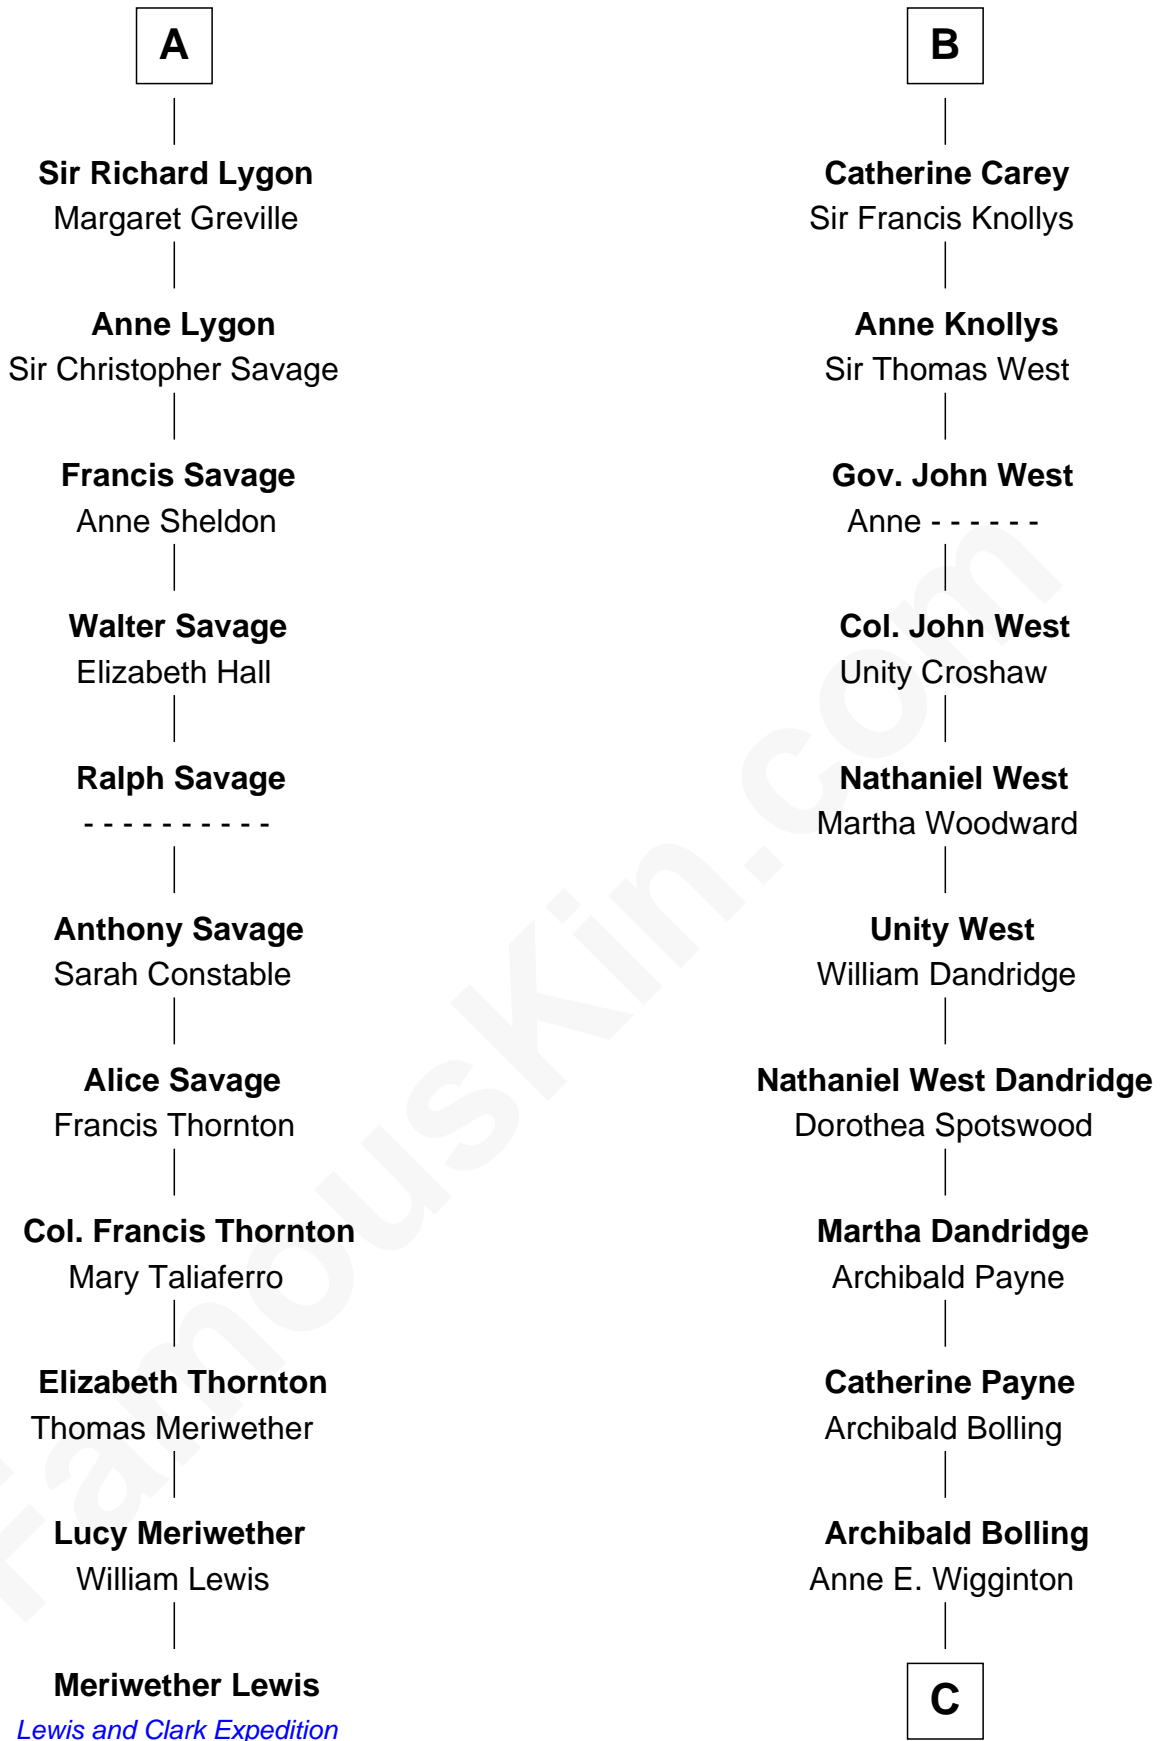 A
Sir Richard Lygon
Margaret Greville
Anne Lygon
Sir Christopher Savage
Francis Savage
Anne Sheldon
Walter Savage
Elizabeth Hall
Ralph Savage
- - - - - - - - - -
Anthony Savage
Sarah Constable
Alice Savage
Francis Thornton
Col. Francis Thornton
Mary Taliaferro
Elizabeth Thornton
Thomas Meriwether
Lucy Meriwether
William Lewis
Meriwether Lewis
Lewis and Clark Expedition
B
Catherine Carey
Sir Francis Knollys
Anne Knollys
Sir Thomas West
Gov. John West
Anne - - - - - -
Col. John West
Unity Croshaw
Nathaniel West
Martha Woodward
Unity West
William Dandridge
Nathaniel West Dandridge
Dorothea Spotswood
Martha Dandridge
Archibald Payne
Catherine Payne
Archibald Bolling
Archibald Bolling
Anne E. Wigginton
C
FamousKin.com